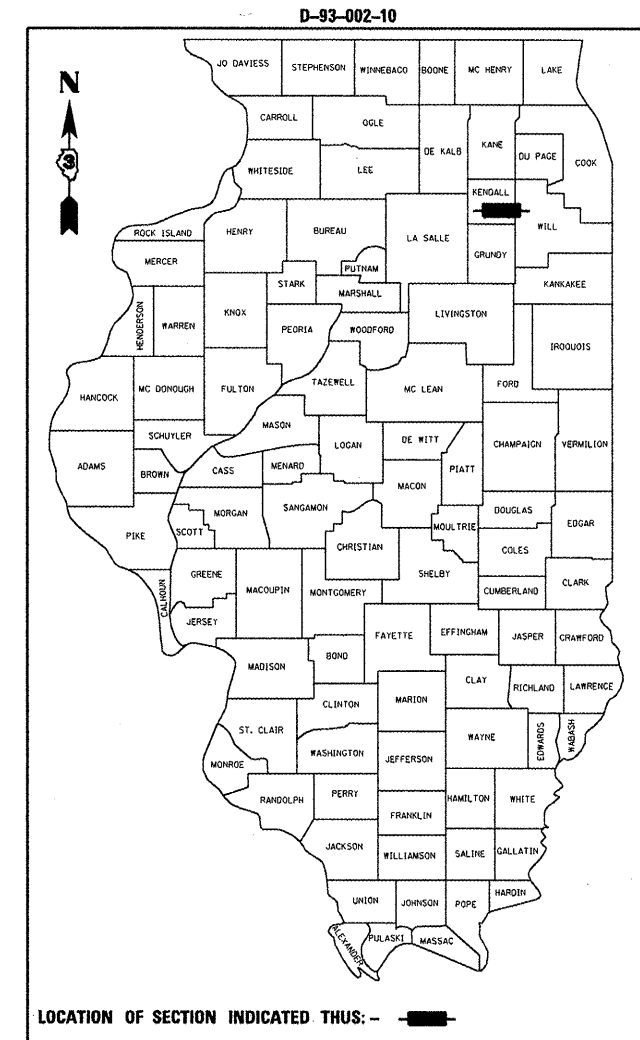 D-93-002-10
JO DAVIESS STEPHENSON WINNEBAGO BOONE MC HENRY LAKE
N
CARROLL OGLE
DE KALB KANE
3 DU PAGE COOK
WHITESIDE LEE
KENDALL
ROCK ISLAND HENRY BUREAU LA SALLE WILL
MERCER PUTNAM GRUNDY
STARK MARSHALL KANKAKEE
HENDERSON WARREN KNOX PEORIA WOODFORD LIVINGSTON
IROQUOIS
HANCOCK MC DONOUGH FULTON TAZEWELL MC LEAN FORD
MASON
SCHUYLER LOGAN DE WITT CHAMPAIGN VERMILION
ADAMS BROWN CASS MENARD PIATT
MACON
MORGAN SANGAMON DOUGLAS
PIKE SCOTT MOULTRIE EDGAR
CHRISTIAN COLES
GREENE SHELBY
CALHOUN MACOUPIN MONTGOMERY CUMBERLAND CLARK
JERSEY
FAYETTE EFFINGHAM JASPER CRAWFORD
MADISON BOND
CLAY RICHLAND LAWRENCE
CLINTON MARION
ST. CLAIR WAYNE EDWARDS WABASH
WASHINGTON JEFFERSON
MONROE
RANDOLPH PERRY HAMILTON WHITE
FRANKLIN
JACKSON WILLIAMSON SALINE GALLATIN
UNION JOHNSON POPE HARDIN
ALEXANDER PULASKI MASSAC
LOCATION OF SECTION INDICATED THUS: -